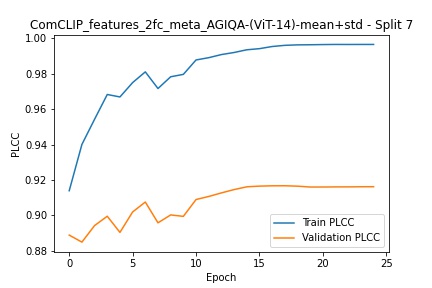 ComCLIP_features_2fc_meta_AGIQA-(ViT-14)-mean+std - Split 7
1.00
0.98
0.96
0.94
0.92
0.90
0.88
PLCC
Train PLCC
Validation PLCC
0 5 10 15 20 25
Epoch